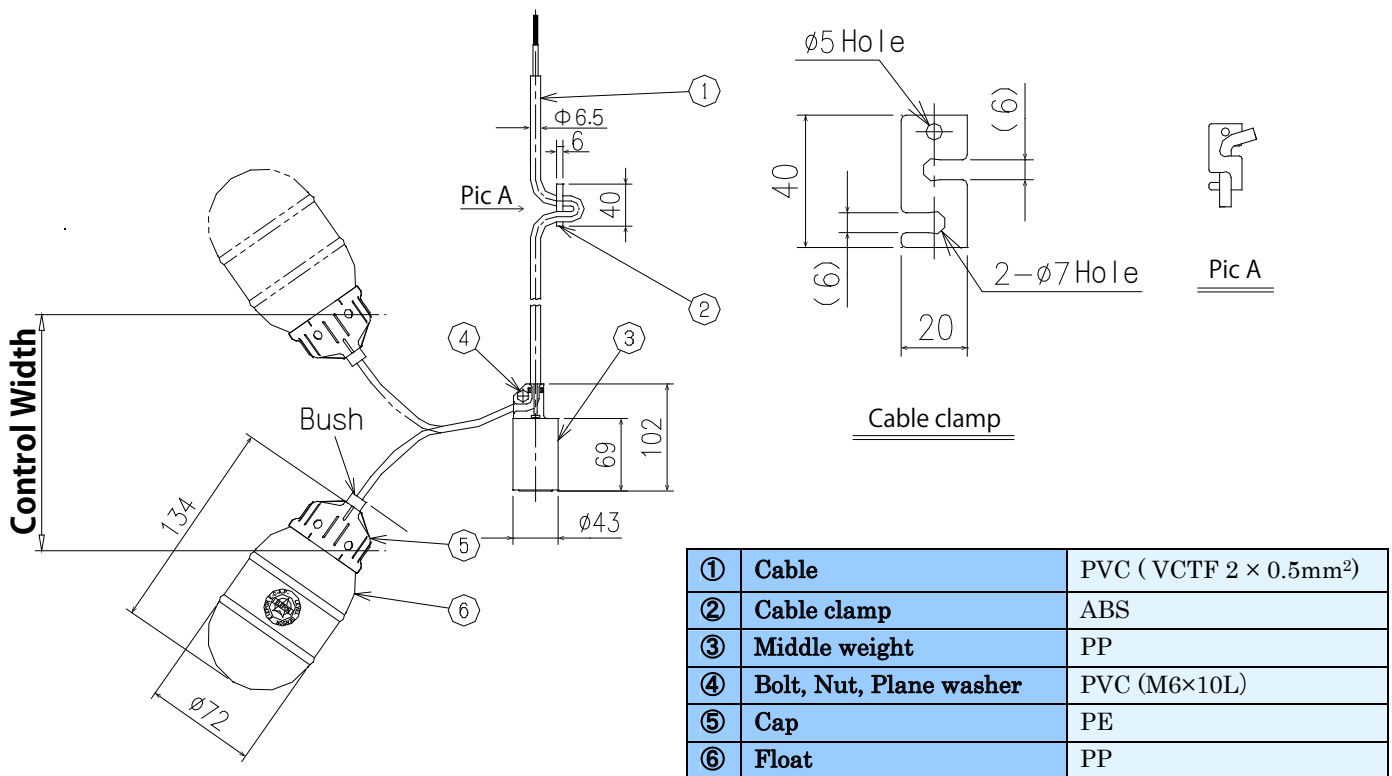 ①
Φ6.5
6
Pic A
40
②
④
③
Control Width
Bush
134
69
102
ø43
ø72
⑤
⑥
ø5 Hole
(6)
40
(6)
2-ø7 Hole
20
Cable clamp
Pic A
① Cable PVC ( VCTF 2 × 0.5mm²)
② Cable clamp ABS
③ Middle weight PP
④ Bolt, Nut, Plane washer PVC (M6×10L)
⑤ Cap PE
⑥ Float PP